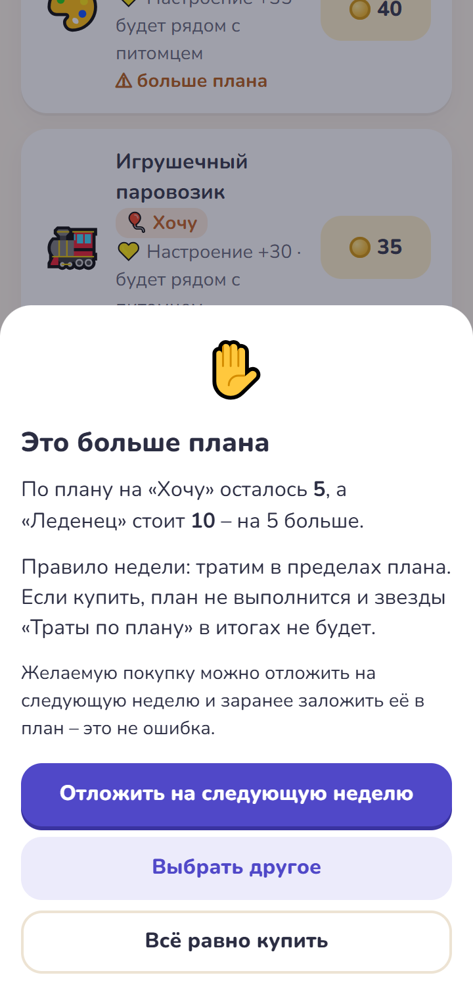 Настроение +35
40
будет рядом с
питомцем
⚠ больше плана
Игрушечный
паровозик
Хочу
Настроение +30 ·
35
будет рядом с
Это больше плана
По плану на «Хочу» осталось 5, а
«Леденец» стоит 10 – на 5 больше.
Правило недели: тратим в пределах плана.
Если купить, план не выполнится и звезды
«Траты по плану» в итогах не будет.
Желаемую покупку можно отложить на
следующую неделю и заранее заложить её в
план – это не ошибка.
Отложить на следующую неделю
Выбрать другое
Всё равно купить